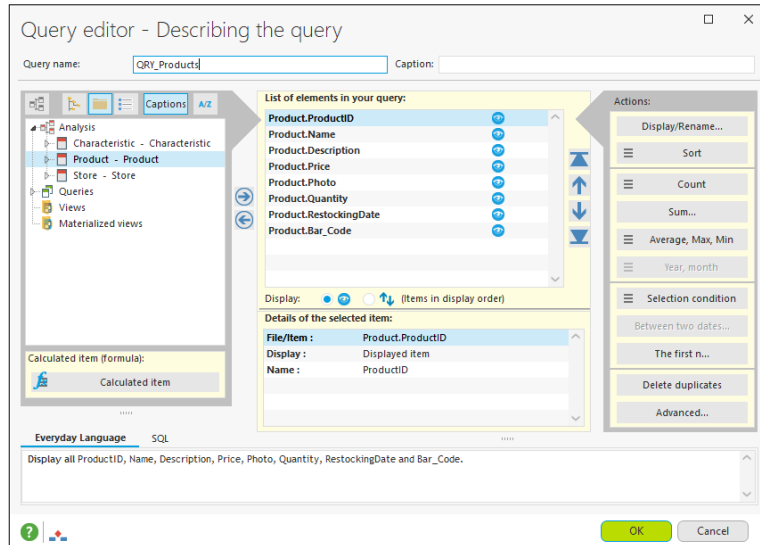 Query editor - Describing the query
Query name: QRY_Products Caption:
Captions A/Z
Analysis
Characteristic - Characteristic
Product - Product
Store - Store
Queries
Views
Materialized views
Calculated item (formula):
fx Calculated item
List of elements in your query:
Product.ProductID
Product.Name
Product.Description
Product.Price
Product.Photo
Product.Quantity
Product.RestockingDate
Product.Bar_Code
Display: (Items in display order)
Details of the selected item:
File/Item : Product.ProductID
Display : Displayed item
Name : ProductID
Actions:
Display/Rename...
Sort
Count
Sum...
Average, Max, Min
Year, month
Selection condition
Between two dates...
The first n...
Delete duplicates
Advanced...
Everyday Language SQL
Display all ProductID, Name, Description, Price, Photo, Quantity, RestockingDate and Bar_Code.
? OK Cancel